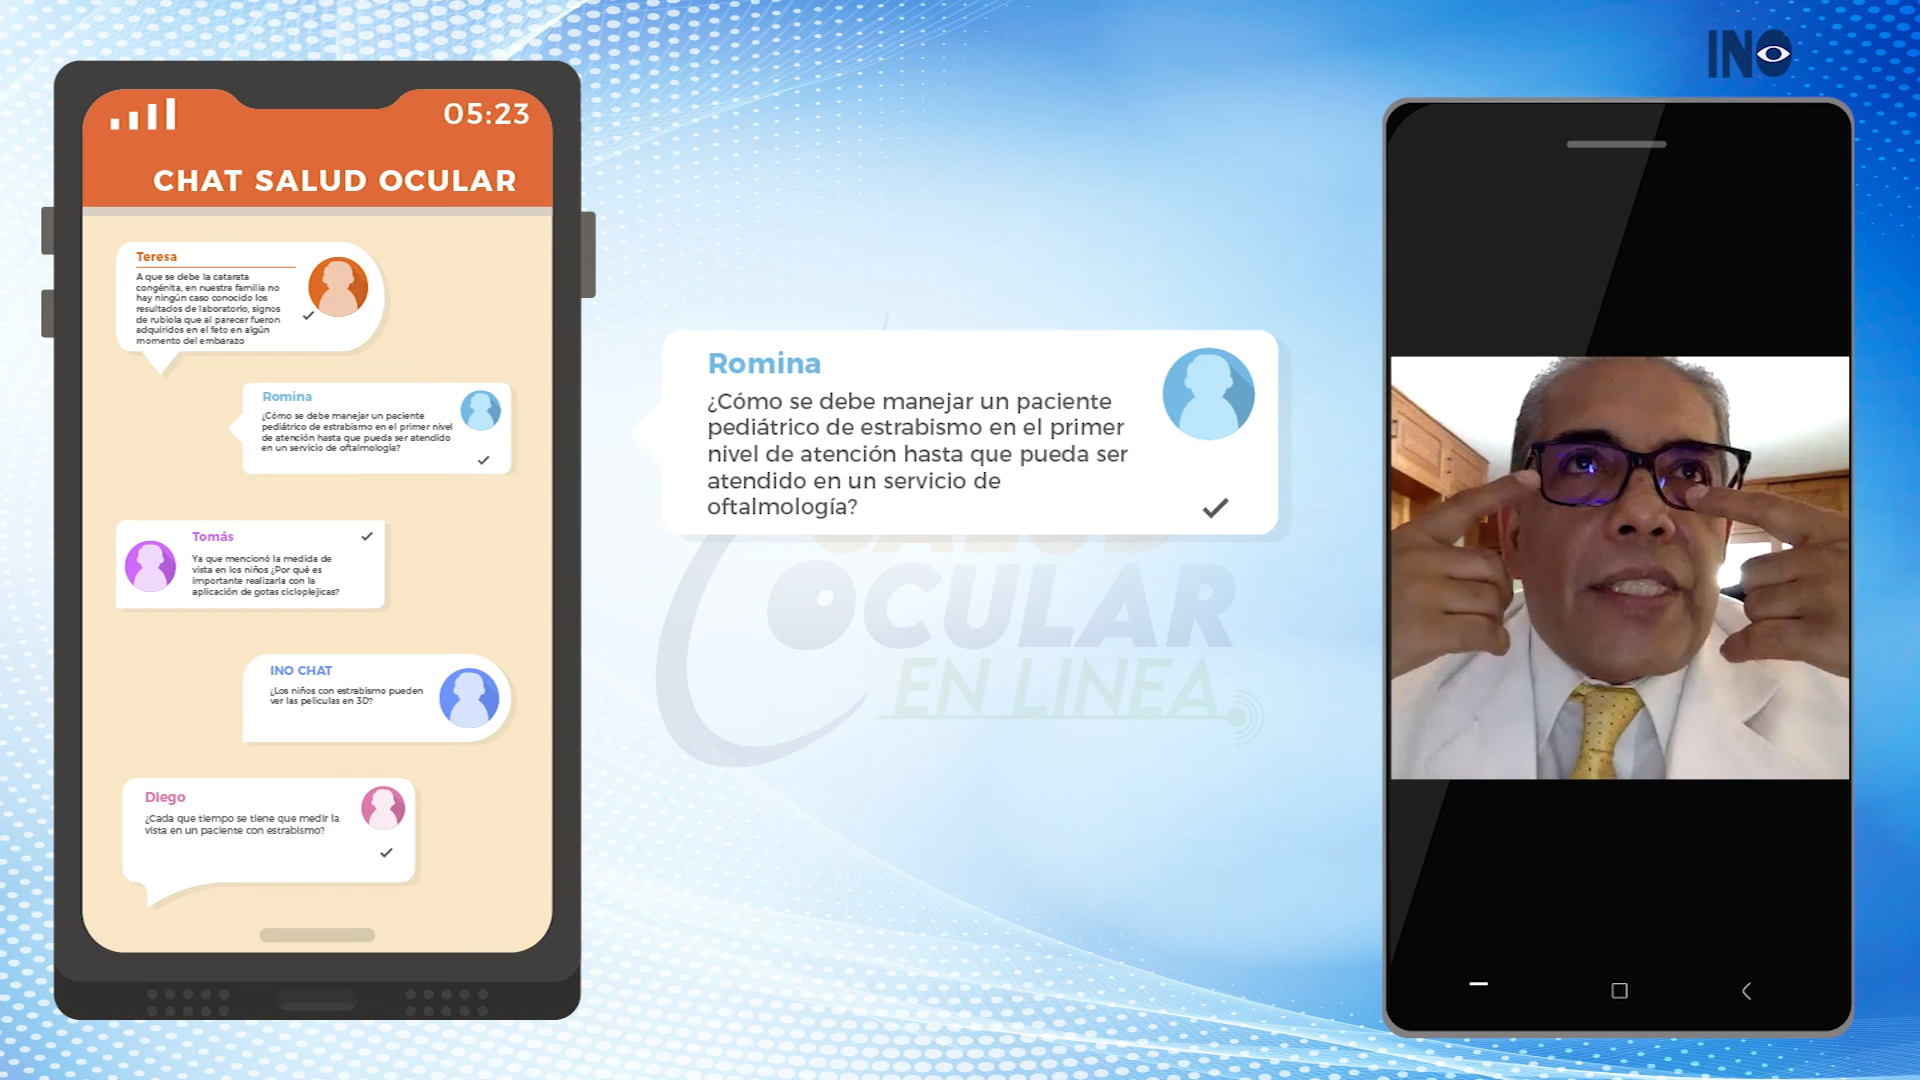 INO
05:23
CHAT SALUD OCULAR
Teresa
A que se debe la catarata
congénita, en nuestra familia no
hay ningún caso conocido los
resultados de laboratorio, signos
de rubiola que al parecer fueron
adquiridos en el feto en algún
momento del embarazo
Romina
¿Cómo se debe manejar un paciente
pediátrico de estrabismo en el primer nivel
de atención hasta que pueda ser atendido
en un servicio de oftalmología?
Tomás
Ya que mencionó la medida de
vista en los niños ¿Por qué es
importante realizarla con la
aplicación de gotas cicloplejicas?
INO CHAT
¿Los niños con estrabismo pueden
ver las peliculas en 3D?
Diego
¿Cada que tiempo se tiene que medir la
vista en un paciente con estrabismo?
Romina
¿Cómo se debe manejar un paciente
pediátrico de estrabismo en el primer
nivel de atención hasta que pueda ser
atendido en un servicio de
oftalmología?
SALUD
OCULAR
EN LINEA